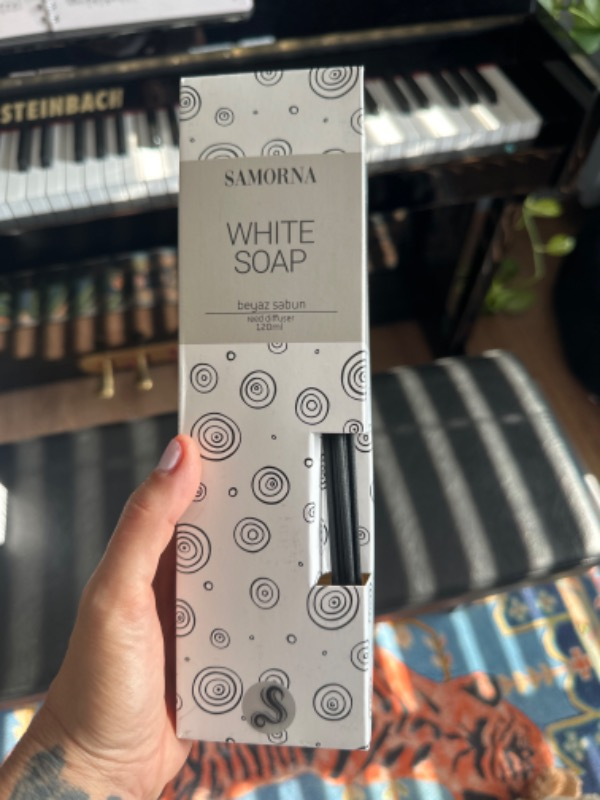 STEINBACH
SAMORNA
WHITE
SOAP
beyaz sabun
reed diffuser
120ml
S